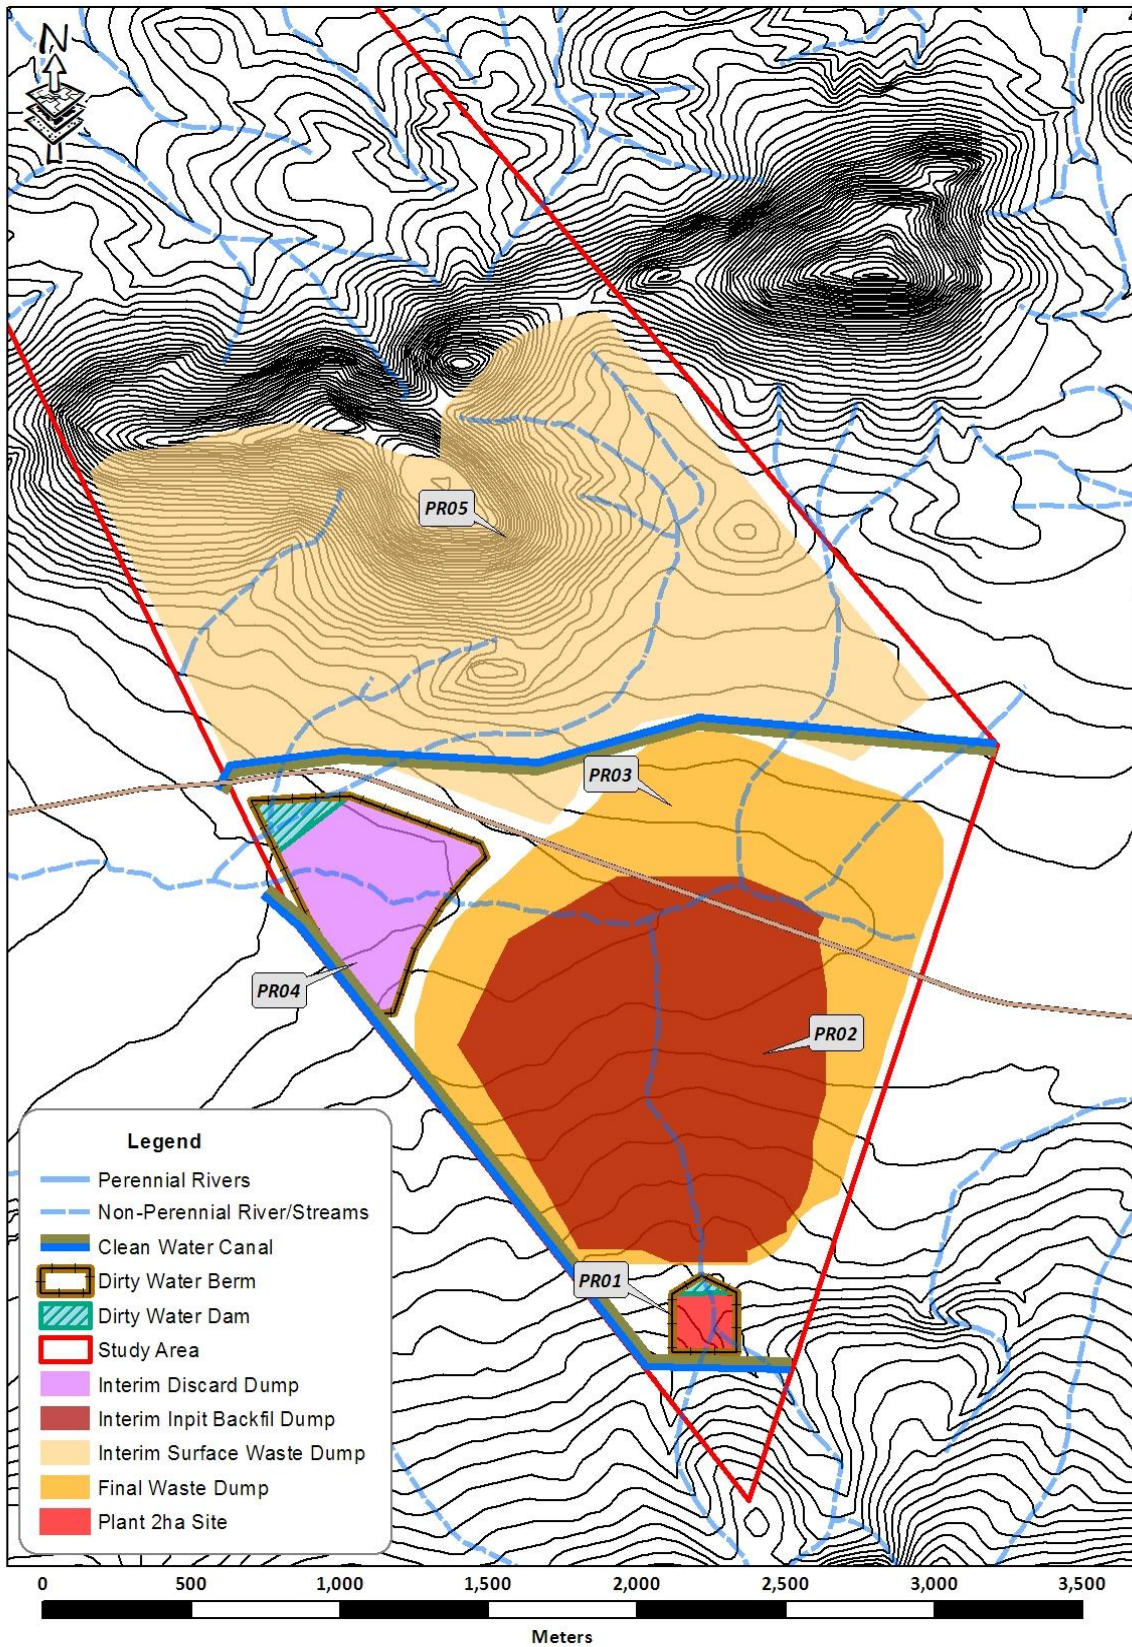 N
PR05
PR03
PR04
PR02
PR01
Legend
Perennial Rivers
Non-Perennial River/Streams
Clean Water Canal
Dirty Water Berm
Dirty Water Dam
Study Area
Interim Discard Dump
Interim Inpit Backfil Dump
Interim Surface Waste Dump
Final Waste Dump
Plant 2ha Site
0 500 1,000 1,500 2,000 2,500 3,000 3,500
Meters